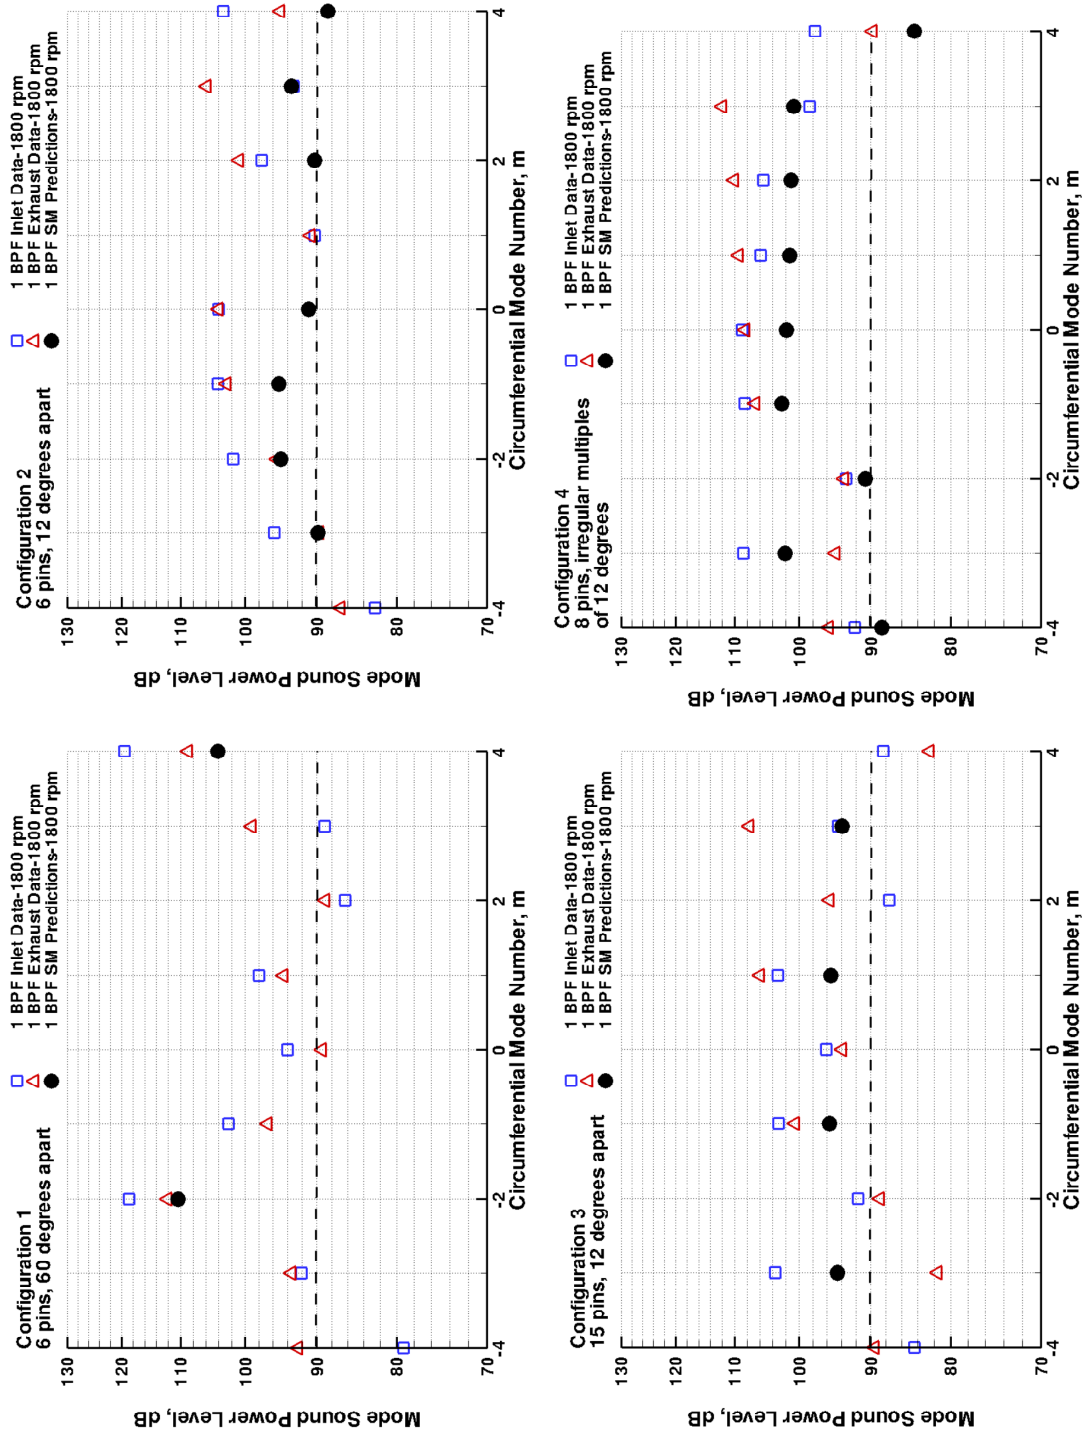 Configuration 1
6 pins, 60 degrees apart
1 BPF Inlet Data-1800 rpm
1 BPF Exhaust Data-1800 rpm
1 BPF SM Predictions-1800 rpm
130
120
110
100
90
80
70
Mode Sound Power Level, dB
-4
-2
0
2
4
Circumferential Mode Number, m
Configuration 2
6 pins, 12 degrees apart
1 BPF Inlet Data-1800 rpm
1 BPF Exhaust Data-1800 rpm
1 BPF SM Predictions-1800 rpm
130
120
110
100
90
80
70
Mode Sound Power Level, dB
-4
-2
0
2
4
Circumferential Mode Number, m
Configuration 3
15 pins, 12 degrees apart
1 BPF Inlet Data-1800 rpm
1 BPF Exhaust Data-1800 rpm
1 BPF SM Predictions-1800 rpm
130
120
110
100
90
80
70
Mode Sound Power Level, dB
-4
-2
0
2
4
Circumferential Mode Number, m
Configuration 4
8 pins, irregular multiples
of 12 degrees
1 BPF Inlet Data-1800 rpm
1 BPF Exhaust Data-1800 rpm
1 BPF SM Predictions-1800 rpm
130
120
110
100
90
80
70
Mode Sound Power Level, dB
-4
-2
0
2
4
Circumferential Mode Number, m